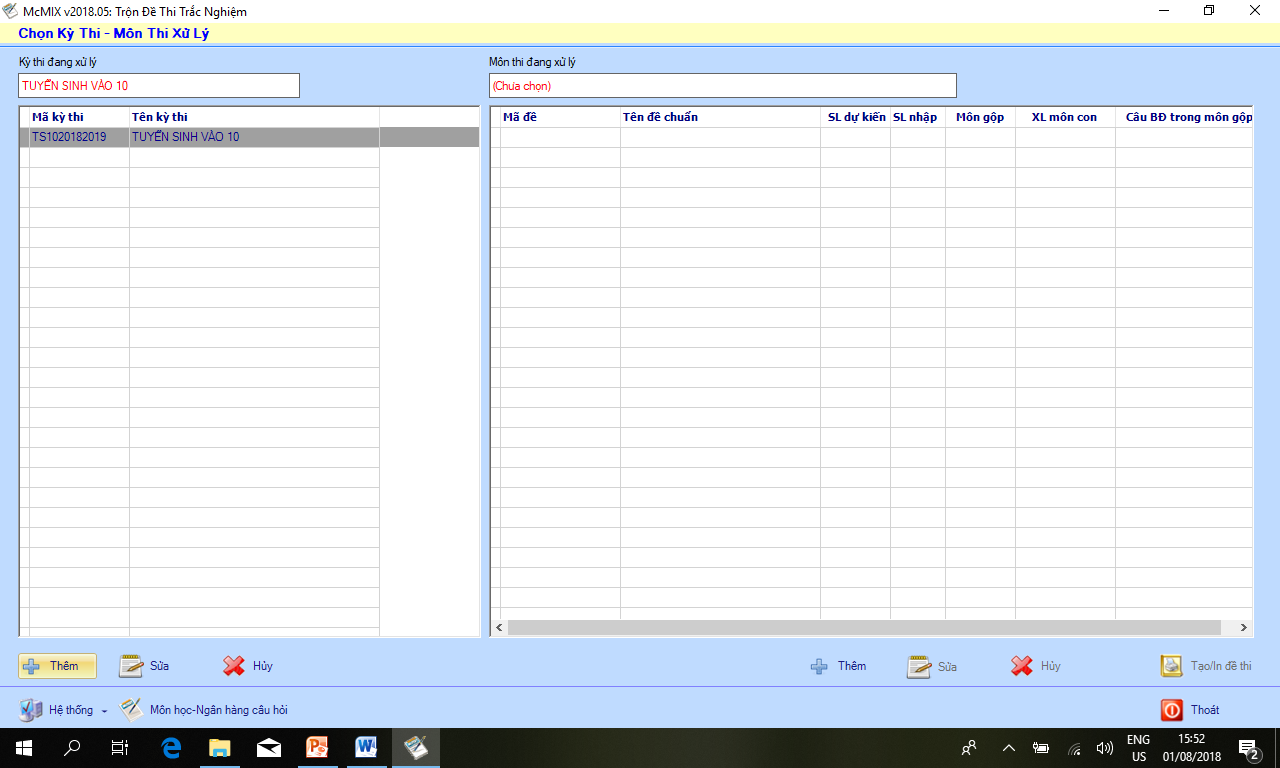 McMIX v2018.05: Trộn Đề Thi Trắc Nghiệm
Chọn Kỳ Thi - Môn Thi Xử Lý
Kỳ thi đang xử lý
TUYỂN SINH VÀO 10
Môn thi đang xử lý
(Chưa chọn)
Mã kỳ thi Tên kỳ thi
TS1020182019 TUYỂN SINH VÀO 10
Mã đề Tên đề chuẩn SL dự kiến SL nhập Môn gộp XL môn con Câu BĐ trong môn gộp
Thêm Sửa Hủy
Thêm Sửa Hủy Tạo/In đề thi
Hệ thống Môn học-Ngân hàng câu hỏi Thoát
ENG
US
15:52
01/08/2018
2